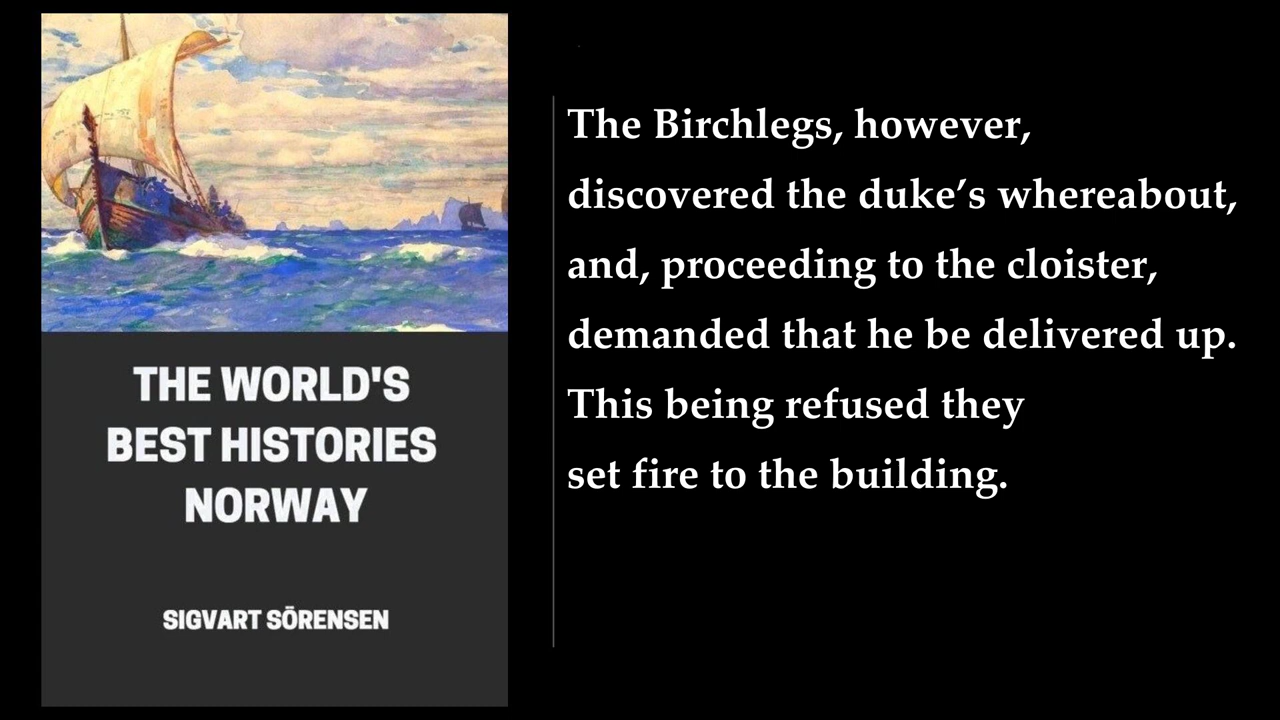 THE WORLD'S
BEST HISTORIES
NORWAY
SIGVART SÖRENSEN
The Birchlegs, however,
discovered the duke’s whereabout,
and, proceeding to the cloister,
demanded that he be delivered up.
This being refused they
set fire to the building.